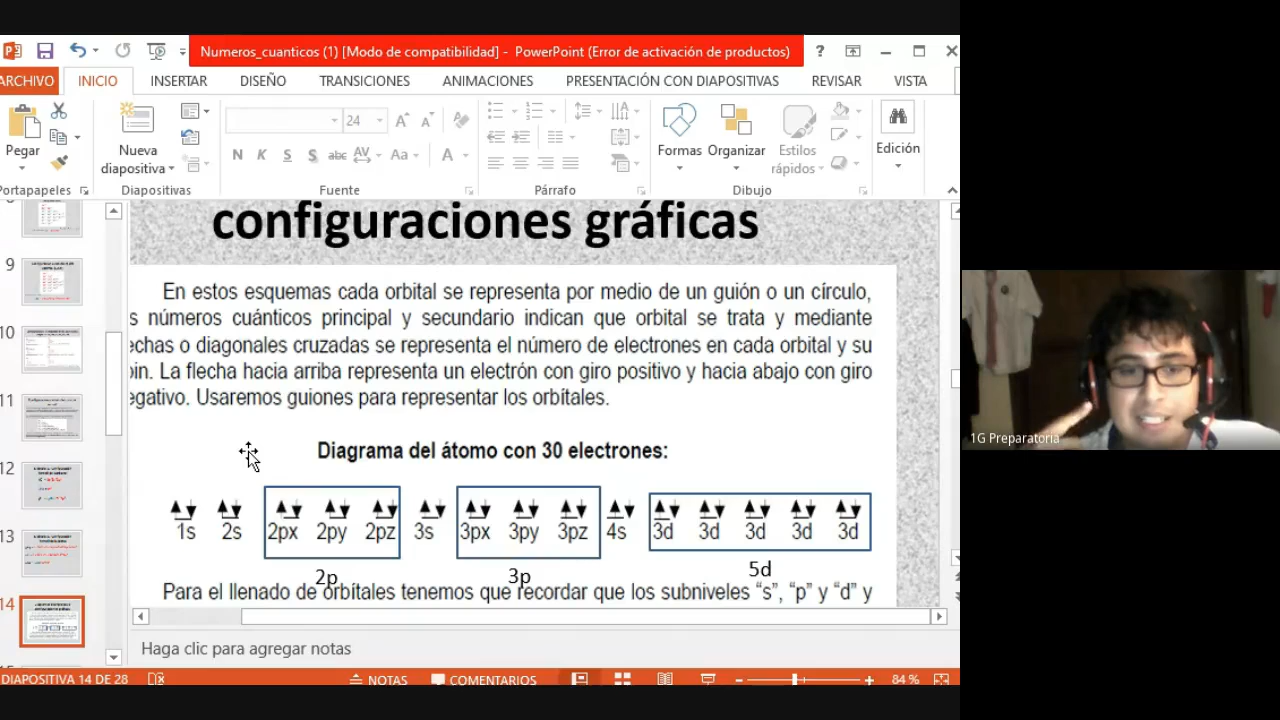 Numeros_cuanticos (1) [Modo de compatibilidad] - PowerPoint (Error de activación de productos)
ARCHIVO INICIO INSERTAR DISEÑO TRANSICIONES ANIMACIONES PRESENTACIÓN CON DIAPOSITIVAS REVISAR VISTA
24
Pegar
Nueva
diapositiva
N K S S abc AV Aa A
Formas Organizar Estilos
rápidos
Edición
Portapapeles Diapositivas Fuente Párrafo Dibujo
9
10
11
12
13
14
configuraciones gráficas
En estos esquemas cada orbital se representa por medio de un guión o un círculo,
s números cuánticos principal y secundario indican que orbital se trata y mediante
echas o diagonales cruzadas se representa el número de electrones en cada orbital y su
in. La flecha hacia arriba representa un electrón con giro positivo y hacia abajo con giro
egativo. Usaremos guiones para representar los orbítales.
Diagrama del átomo con 30 electrones:
1s 2s 2px 2py 2pz 3s 3px 3py 3pz 4s 3d 3d 3d 3d 3d
2p 3p 5d
Para el llenado de orbítales tenemos que recordar que los subniveles “s”, “p” y “d” y
Haga clic para agregar notas
DIAPOSITIVA 14 DE 28 NOTAS COMENTARIOS 84 %
1G Preparatoria